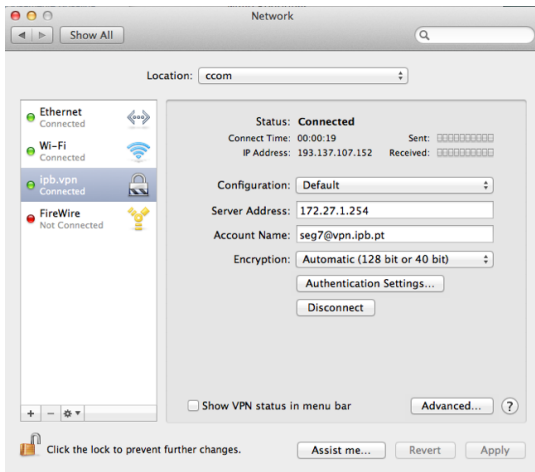 Network
Show All
Location: ccom
Ethernet
Connected
Wi-Fi
Connected
ipb.vpn
Connected
FireWire
Not Connected
Status: Connected
Connect Time: 00:00:19 Sent:
IP Address: 193.137.107.152 Received:
Configuration: Default
Server Address: 172.27.1.254
Account Name: seg7@vpn.ipb.pt
Encryption: Automatic (128 bit or 40 bit)
Authentication Settings...
Disconnect
Show VPN status in menu bar
Advanced... ?
Click the lock to prevent further changes.
Assist me... Revert Apply